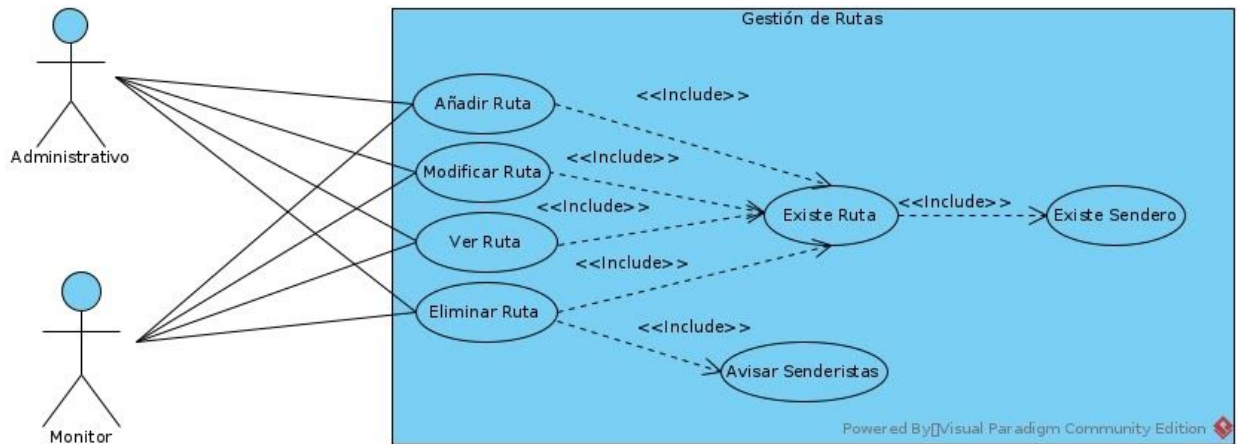 Gestión de Rutas
Administrativo
Añadir Ruta
<<Include>>
Modificar Ruta
<<Include>>
Ver Ruta
<<Include>>
Existe Ruta
<<Include>>
Existe Sendero
Eliminar Ruta
<<Include>>
<<Include>>
Avisar Senderistas
Monitor
Powered By▯Visual Paradigm Community Edition